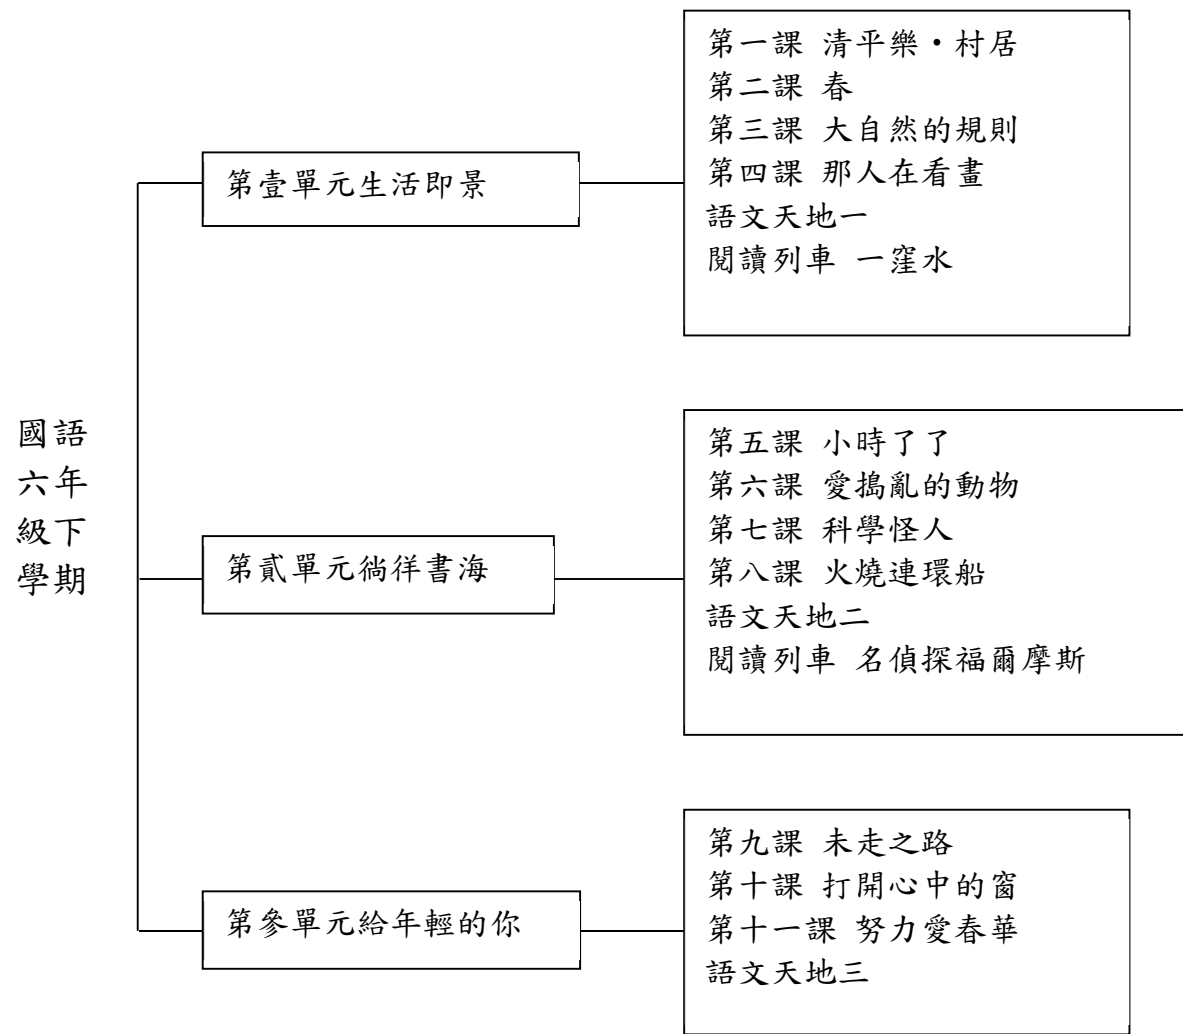 國語
六年
級下
學期
第壹單元生活即景
第一課 清平樂・村居
第二課 春
第三課 大自然的規則
第四課 那人在看畫
語文天地一
閱讀列車 一窪水
第貳單元徜徉書海
第五課 小時了了
第六課 愛搗亂的動物
第七課 科學怪人
第八課 火燒連環船
語文天地二
閱讀列車 名偵探福爾摩斯
第參單元給年輕的你
第九課 未走之路
第十課 打開心中的窗
第十一課 努力愛春華
語文天地三